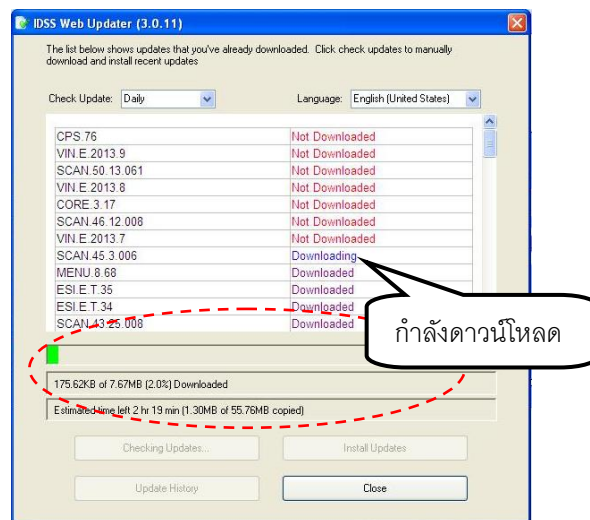 IDSS Web Updater (3.0.11)
The list below shows updates that you've already downloaded. Click check updates to manually
download and install recent updates
Check Update: Daily Language: English (United States)
CPS.76 Not Downloaded
VIN.E.2013.9 Not Downloaded
SCAN.50.13.061 Not Downloaded
VIN.E.2013.8 Not Downloaded
CORE.3.17 Not Downloaded
SCAN.46.12.008 Not Downloaded
VIN.E.2013.7 Not Downloaded
SCAN.45.3.006 Downloading
MENU.8.68 Downloaded
ESI.E.T.35 Downloaded
ESI.E.T.34 Downloaded
SCAN.43.25.008 Downloaded
กำลังดาวน์โหลด
175.62KB of 7.67MB (2.0%) Downloaded
Estimated time left 2 hr 19 min (1.30MB of 55.76MB copied)
Checking Updates... Install Updates
Update History Close